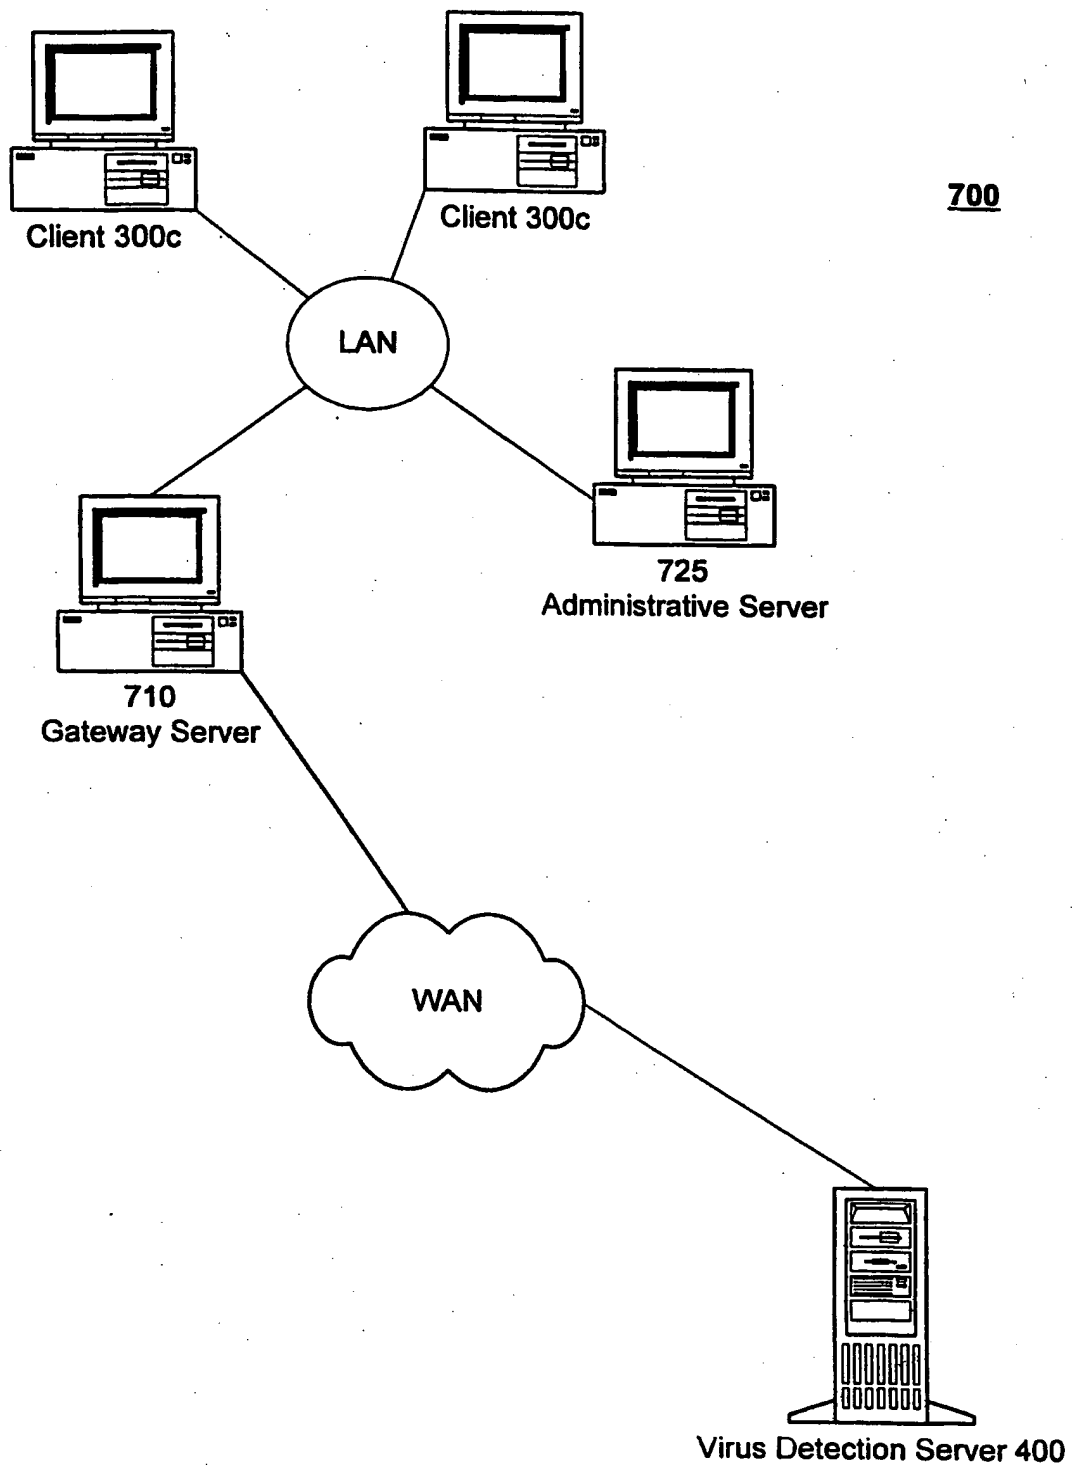 700
Client 300c
Client 300c
LAN
725
Administrative Server
710
Gateway Server
WAN
Virus Detection Server 400